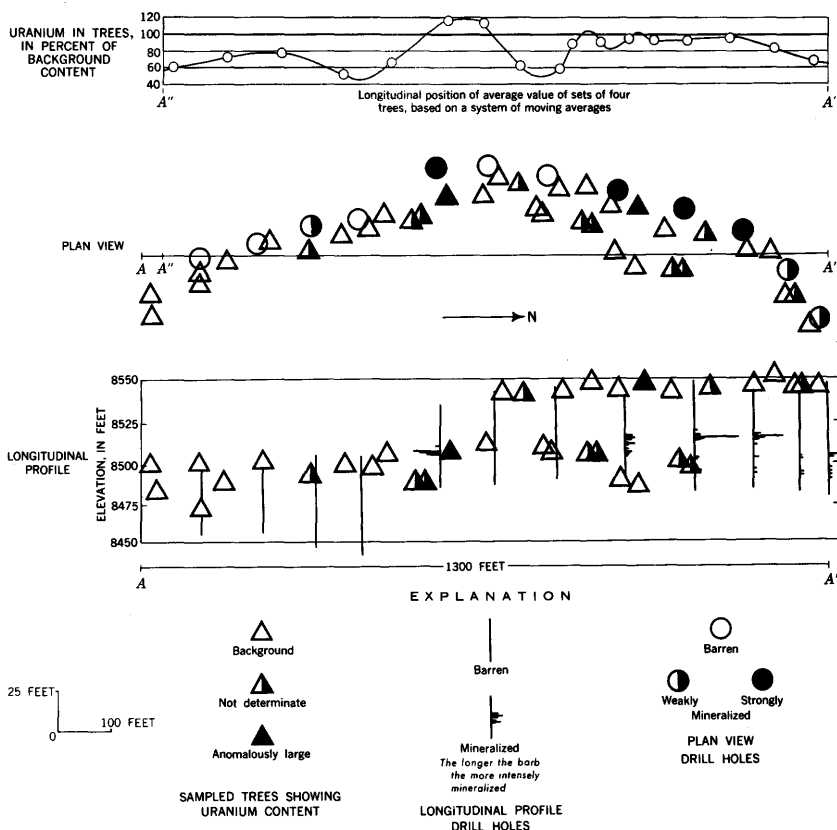 120
100
80
60
40
URANIUM IN TREES,
IN PERCENT OF
BACKGROUND
CONTENT
A″
A′
Longitudinal position of average value of sets of four
trees, based on a system of moving averages
PLAN VIEW
A A″
A′
N
LONGITUDINAL
PROFILE
ELEVATION, IN FEET
8550
8525
8500
8475
8450
1300 FEET
A
A′
EXPLANATION
Background
Not determinate
Anomalously large
SAMPLED TREES SHOWING
URANIUM CONTENT
25 FEET
0
100 FEET
Barren
Mineralized
The longer the barb
the more intensely
mineralized
LONGITUDINAL PROFILE
DRILL HOLES
Barren
Weakly Strongly
Mineralized
PLAN VIEW
DRILL HOLES